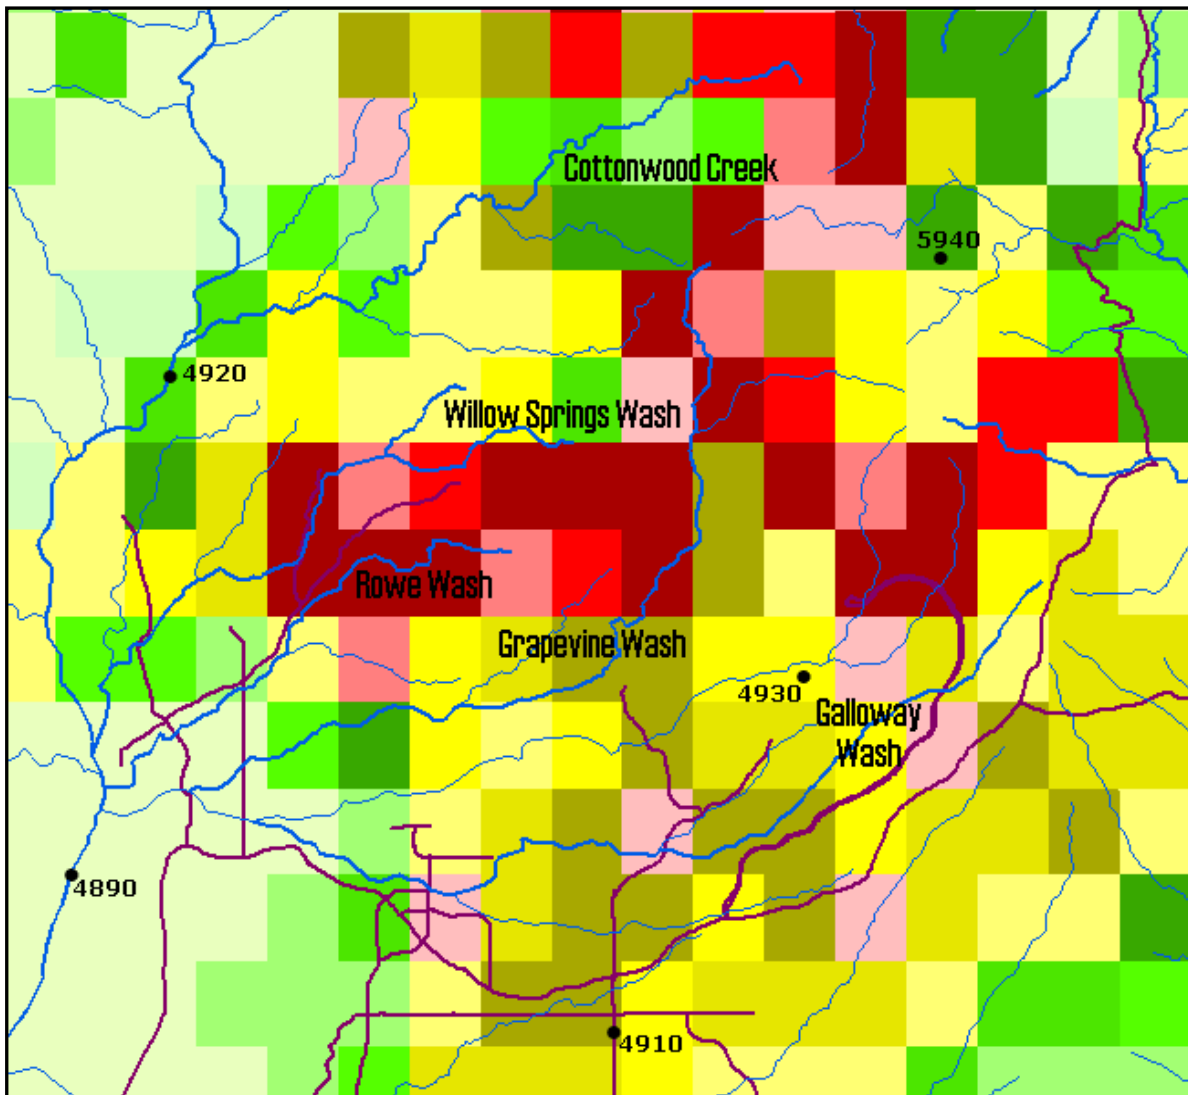 Cottonwood Creek
5940
4920
Willow Springs Wash
Rowe Wash
Grapevine Wash
4930
Galloway
Wash
4890
4910